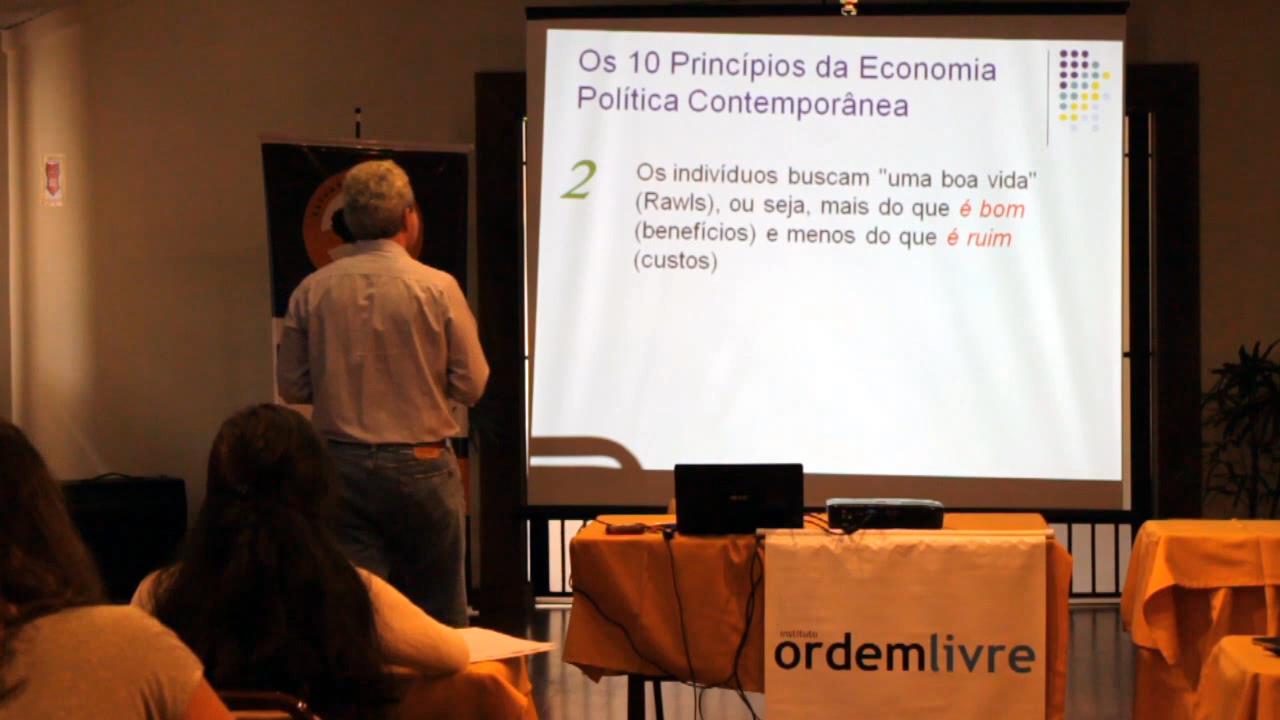 Os 10 Princípios da Economia
Política Contemporânea
2
Os indivíduos buscam "uma boa vida"
(Rawls), ou seja, mais do que é bom
(benefícios) e menos do que é ruim
(custos)
instituto
ordemlivre